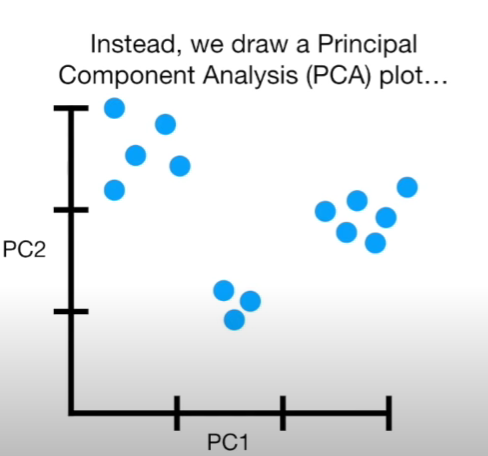 Instead, we draw a Principal
Component Analysis (PCA) plot…
PC2
PC1